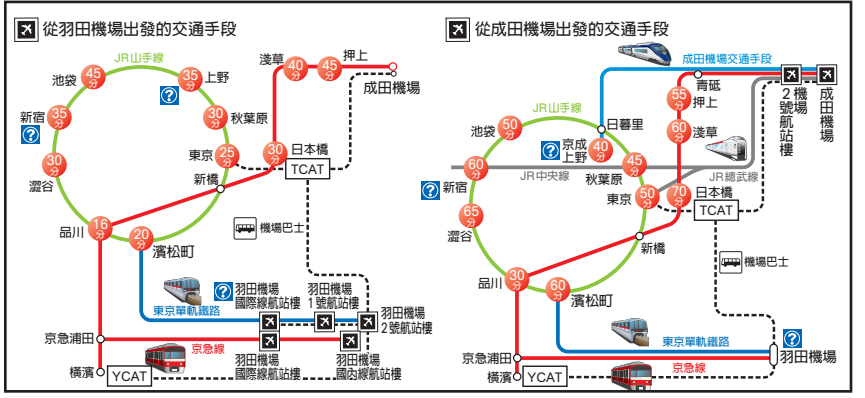 從羽田機場出發的交通手段
JR山手線
池袋
45分
35分
上野
?
新宿
35分
?
30分
秋葉原
30分
澀谷
東京
25分
新橋
品川
16分
20分
濱松町
淺草
40分
45分
押上
成田機場
30分
日本橋
TCAT
機場巴士
?
羽田機場
國際線航站樓
羽田機場
1號航站樓
羽田機場
2號航站樓
東京單軌鐵路
京急浦田
京急線
羽田機場
國際線航站樓
羽田機場
國內線航站樓
橫濱
YCAT
從成田機場出發的交通手段
成田機場交通手段
青砥
機場
2號航站樓
成田機場
55分
押上
60分
淺草
JR山手線
池袋
50分
日暮里
?
京成
上野
40分
60分
新宿
?
JR中央線
45分
秋葉原
JR總武線
東京
50分
70分
日本橋
TCAT
65分
澀谷
新橋
機場巴士
品川
30分
60分
濱松町
東京單軌鐵路
?
羽田機場
京急浦田
京急線
橫濱
YCAT